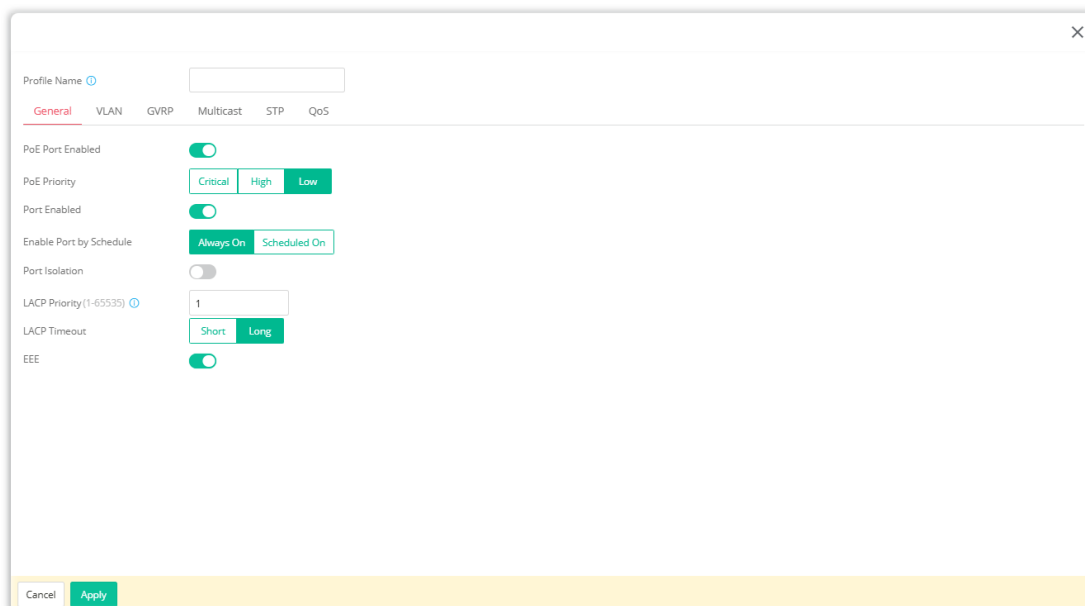 Profile Name
General VLAN GVRP Multicast STP QoS
PoE Port Enabled
PoE Priority Critical High Low
Port Enabled
Enable Port by Schedule Always On Scheduled On
Port Isolation
LACP Priority (1-65535) 1
LACP Timeout Short Long
EEE
Cancel Apply